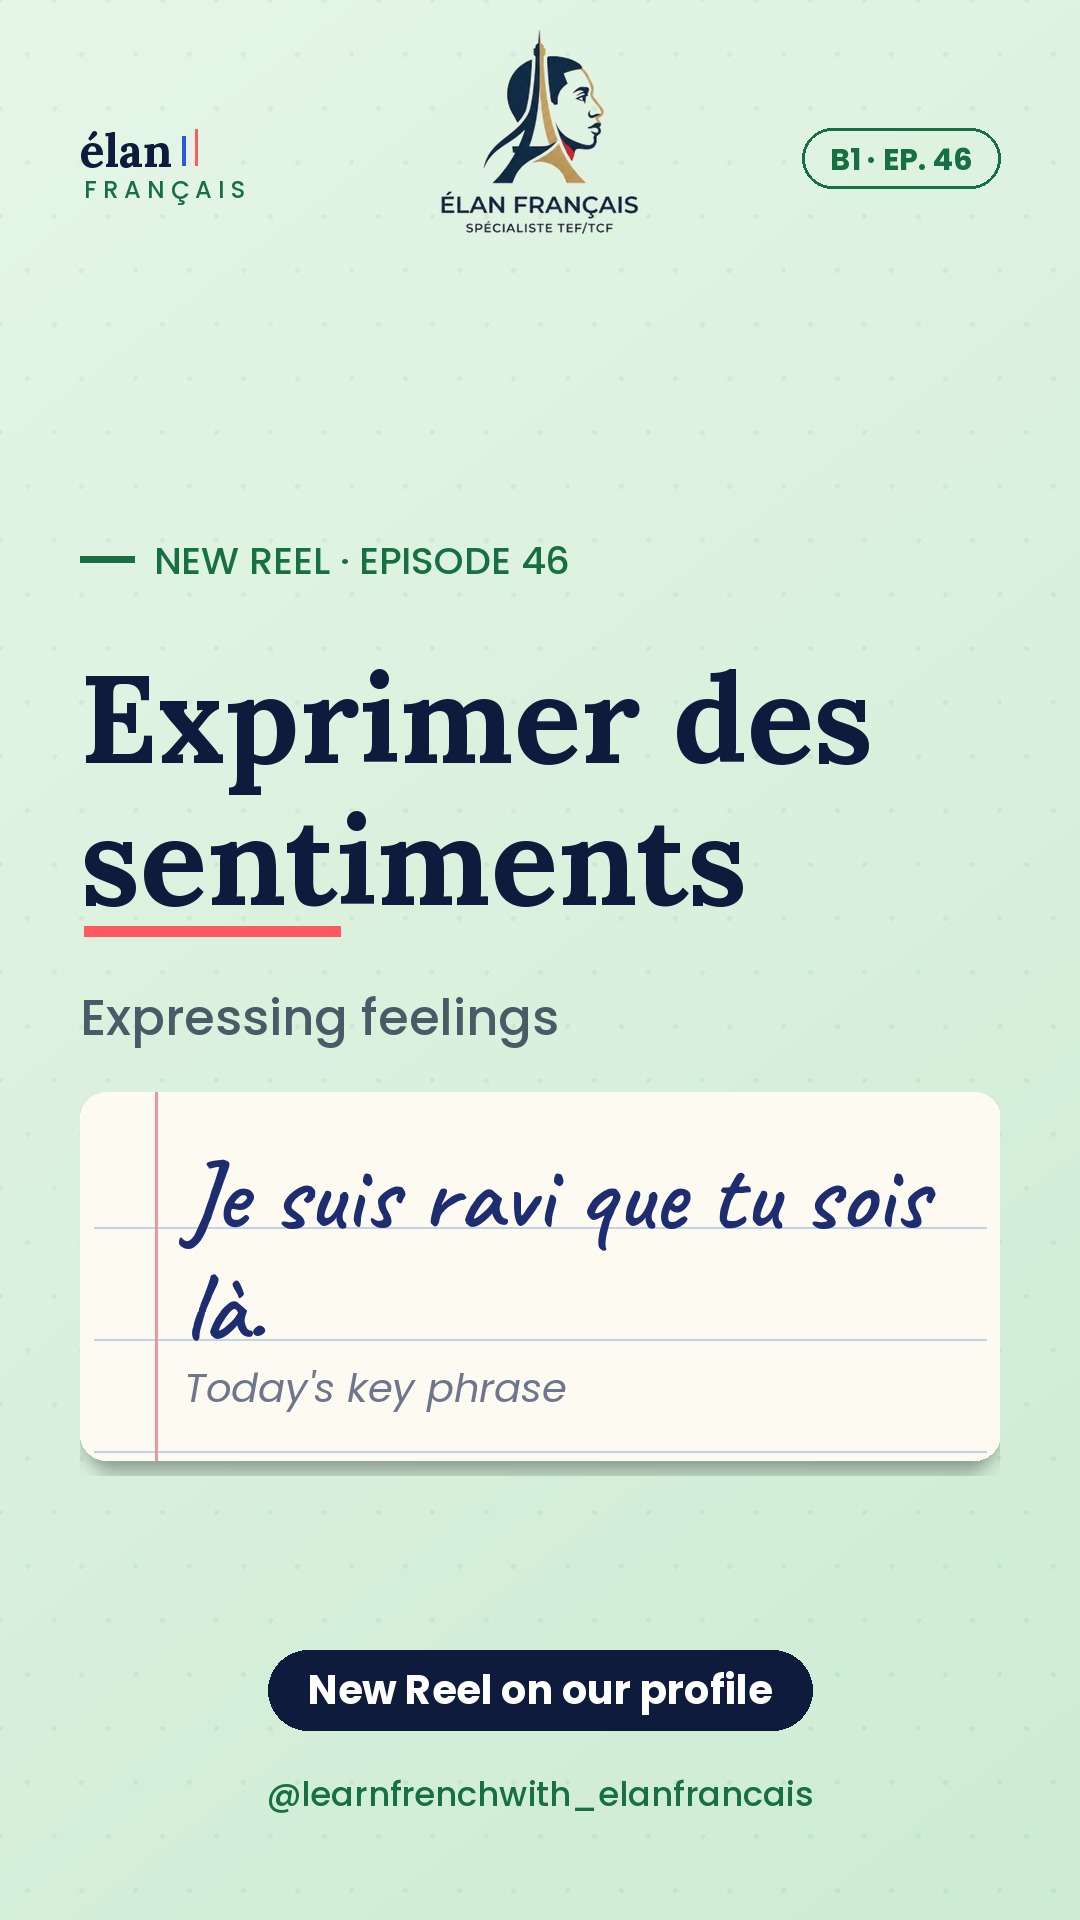 élan
FRANÇAIS
ÉLAN FRANÇAIS
SPÉCIALISTE TEF/TCF
B1 · EP. 46
NEW REEL · EPISODE 46
Exprimer des
sentiments
Expressing feelings
Je suis ravi que tu sois
là.
Today's key phrase
New Reel on our profile
@learnfrenchwith_elanfrancais